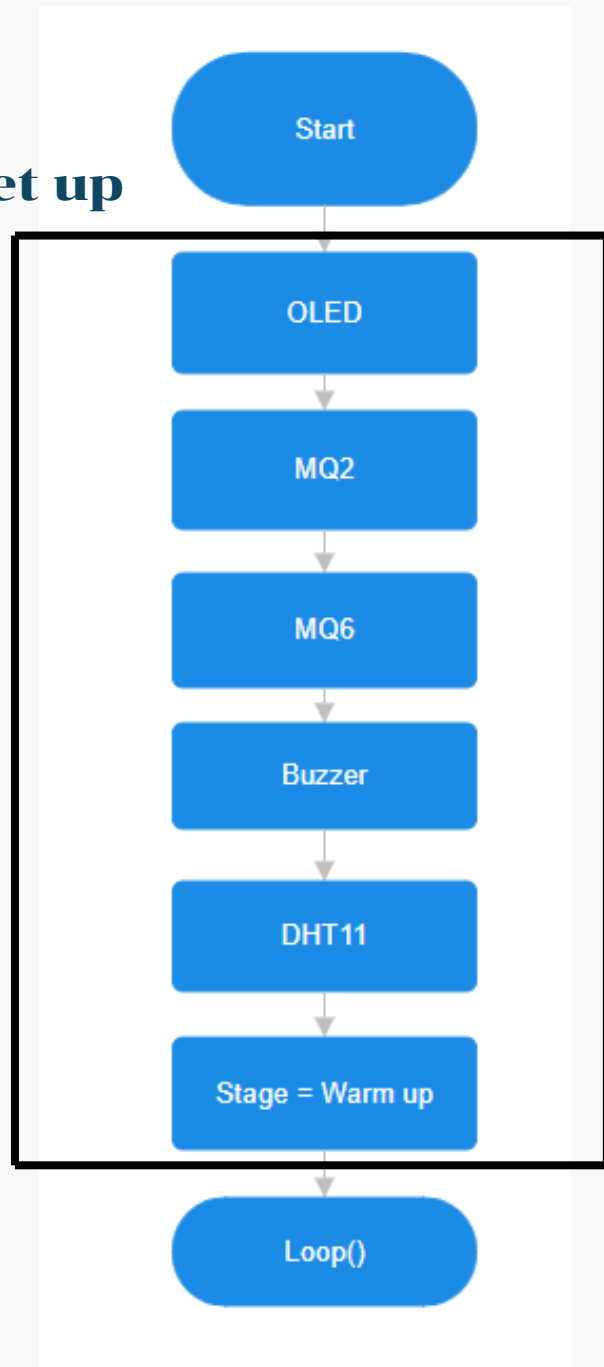 Start
et up
OLED
MQ2
MQ6
Buzzer
DHT11
Stage = Warm up
Loop()